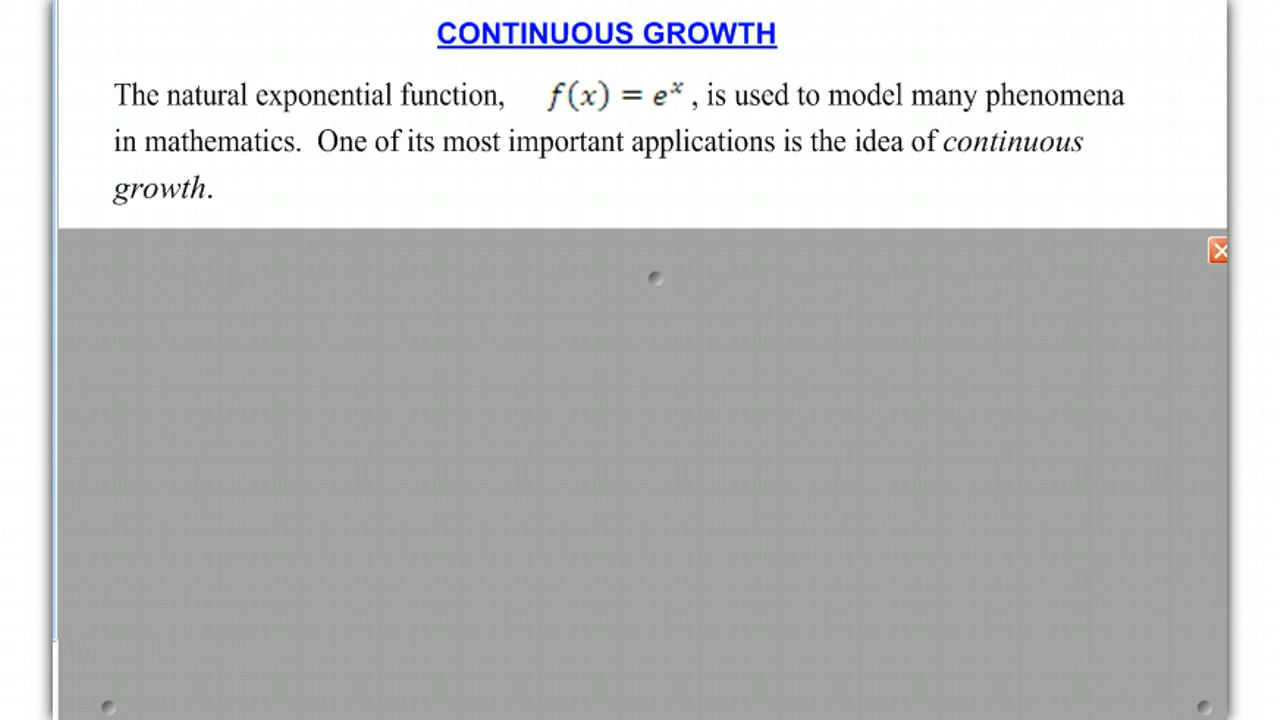 CONTINUOUS GROWTH
The natural exponential function, f(x) = eˣ , is used to model many phenomena
in mathematics. One of its most important applications is the idea of continuous
growth.